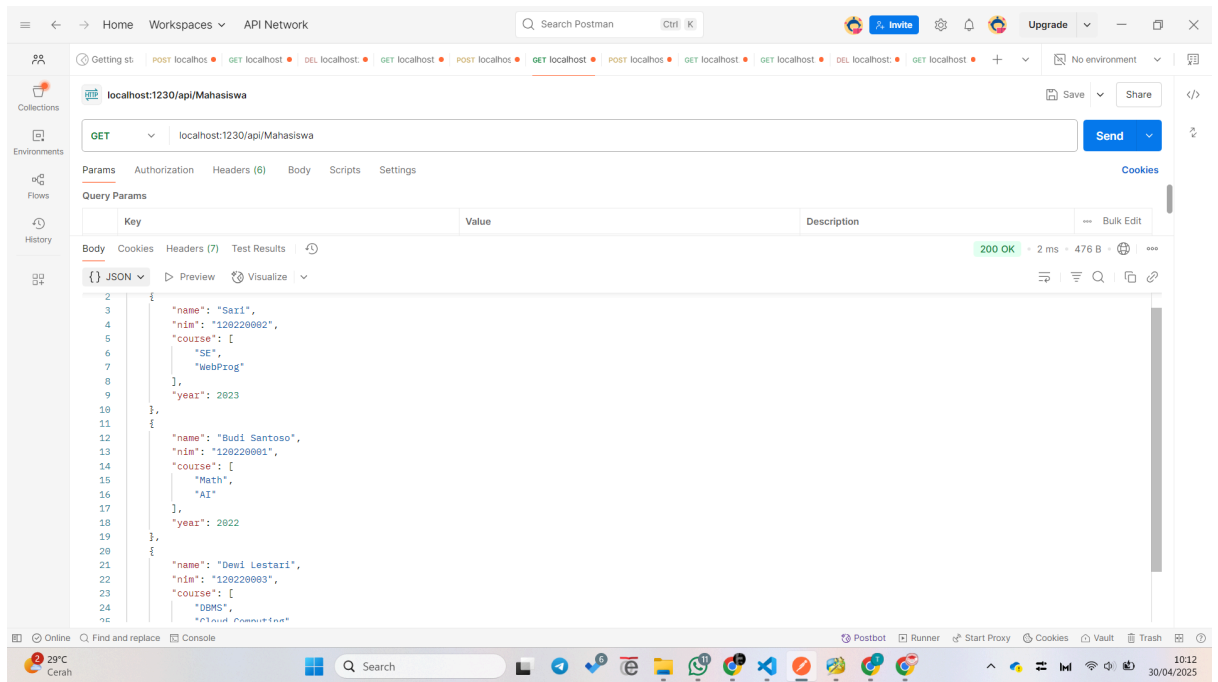 Home Workspaces API Network Search Postman Ctrl K Invite Upgrade
Getting st POST localhos GET localhost DEL localhost: GET localhost POST localhos GET localhost POST localhos GET localhost GET localhost DEL localhost: GET localhost No environment
HTTP localhost:1230/api/Mahasiswa Save Share
Collections
GET localhost:1230/api/Mahasiswa Send
Environments
Params Authorization Headers (6) Body Scripts Settings Cookies
Flows
Query Params
Key Value Description Bulk Edit
History
Body Cookies Headers (7) Test Results 200 OK 2 ms 476 B
{} JSON Preview Visualize
2 {
3 "name": "Sari",
4 "nim": "120220002",
5 "course": [
6 "SE",
7 "WebProg"
8 ],
9 "year": 2023
10 },
11 {
12 "name": "Budi Santoso",
13 "nim": "120220001",
14 "course": [
15 "Math",
16 "AI"
17 ],
18 "year": 2022
19 },
20 {
21 "name": "Dewi Lestari",
22 "nim": "120220003",
23 "course": [
24 "DBMS",
25 "Cloud Computing"
Online Find and replace Console Postbot Runner Start Proxy Cookies Vault Trash
2 29°C
Cerah
Search
6
11
10:12
30/04/2025